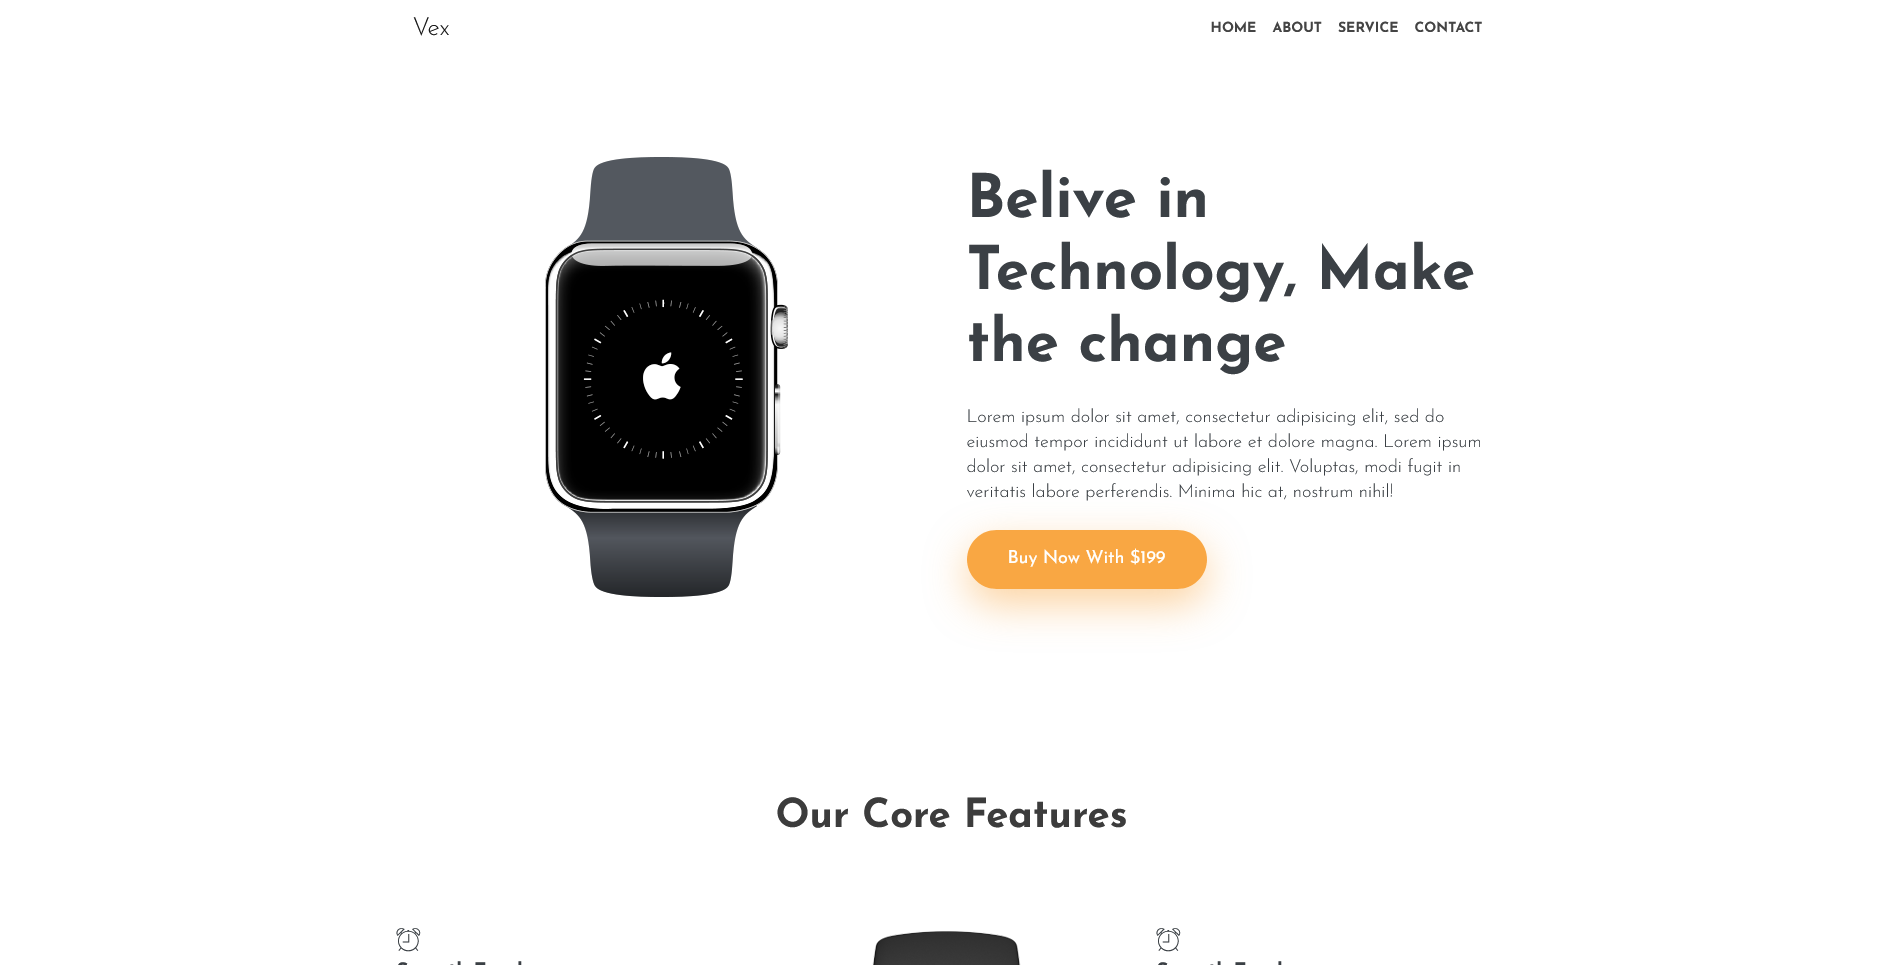 Vex
HOME ABOUT SERVICE CONTACT
Belive in
Technology, Make
the change
Lorem ipsum dolor sit amet, consectetur adipisicing elit, sed do
eiusmod tempor incididunt ut labore et dolore magna. Lorem ipsum
dolor sit amet, consectetur adipisicing elit. Voluptas, modi fugit in
veritatis labore perferendis. Minima hic at, nostrum nihil!
Buy Now With $199
Our Core Features